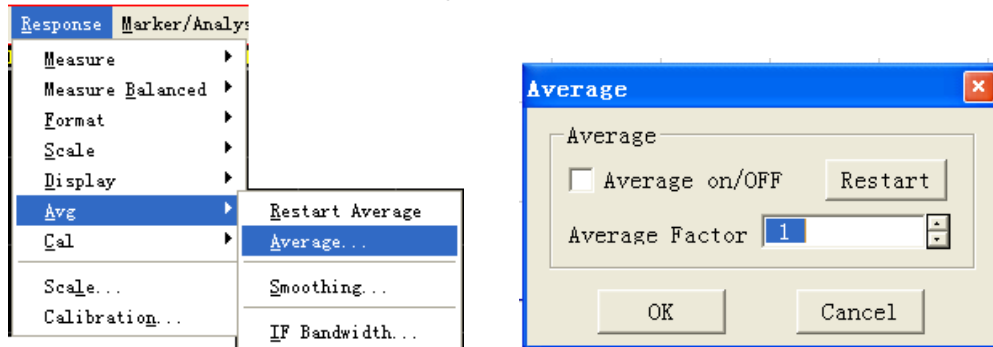 Response Marker/Analys
Measure
Measure Balanced
Format
Scale
Display
Avg
Cal
Scale...
Calibration...
Restart Average
Average...
Smoothing...
IF Bandwidth...
Average
Average
Average on/OFF Restart
Average Factor 1
OK Cancel